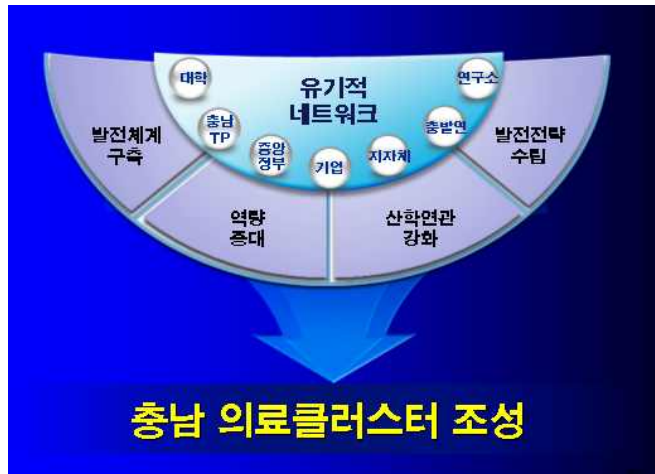 유기적
네트워크
대학
충남
TP
중앙
정부
기업
지자체
충발연
연구소
발전체계
구축
역량
증대
산학연관
강화
발전전략
수립
충남 의료클러스터 조성